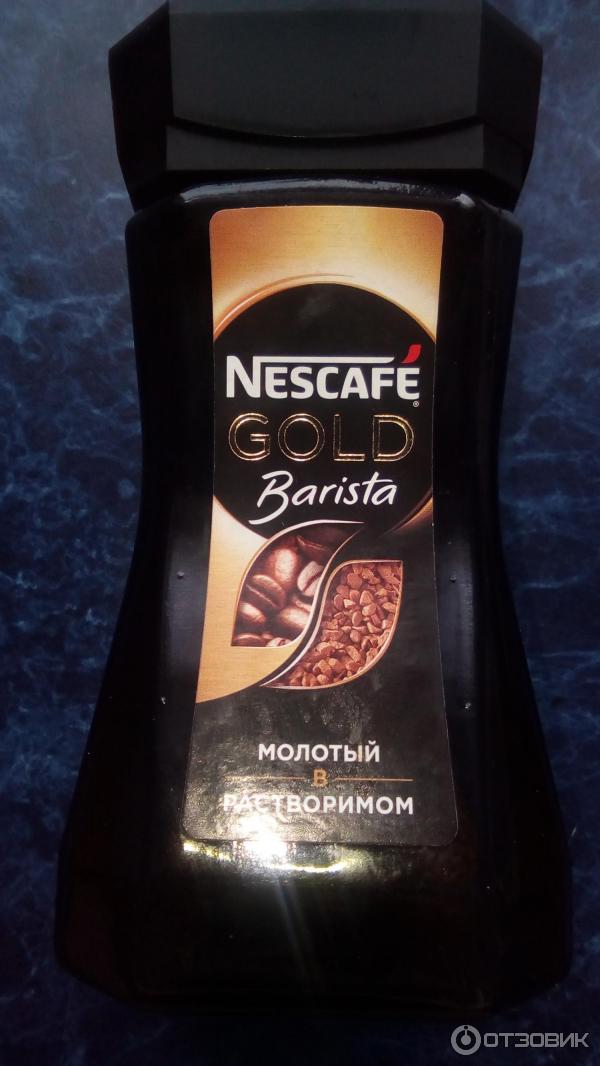 NESCAFÉ
GOLD
Barista
МОЛОТЫЙ
В
РАСТВОРИМОМ
ОТЗОВИК